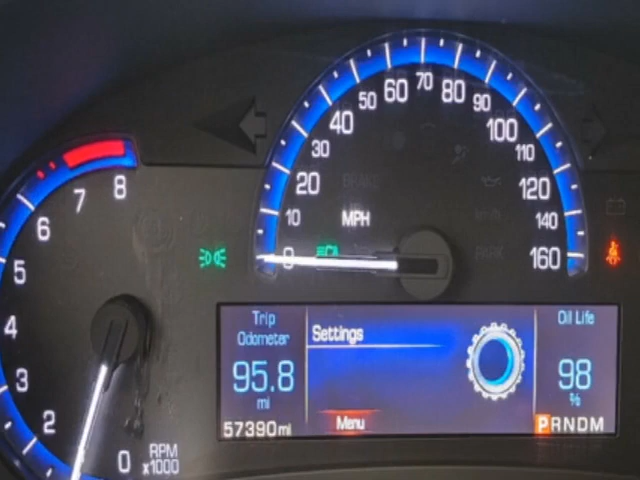 60 70 80
50 90
40 100
30 110
20 BRAKE 120
10 MPH 140
0 160
PARK
8
7
6
5
4
3
2
0 RPM
x1000
Trip
Odometer
95.8
mi
57390mi
Settings
Menu
Oil Life
98
%
PRNDM